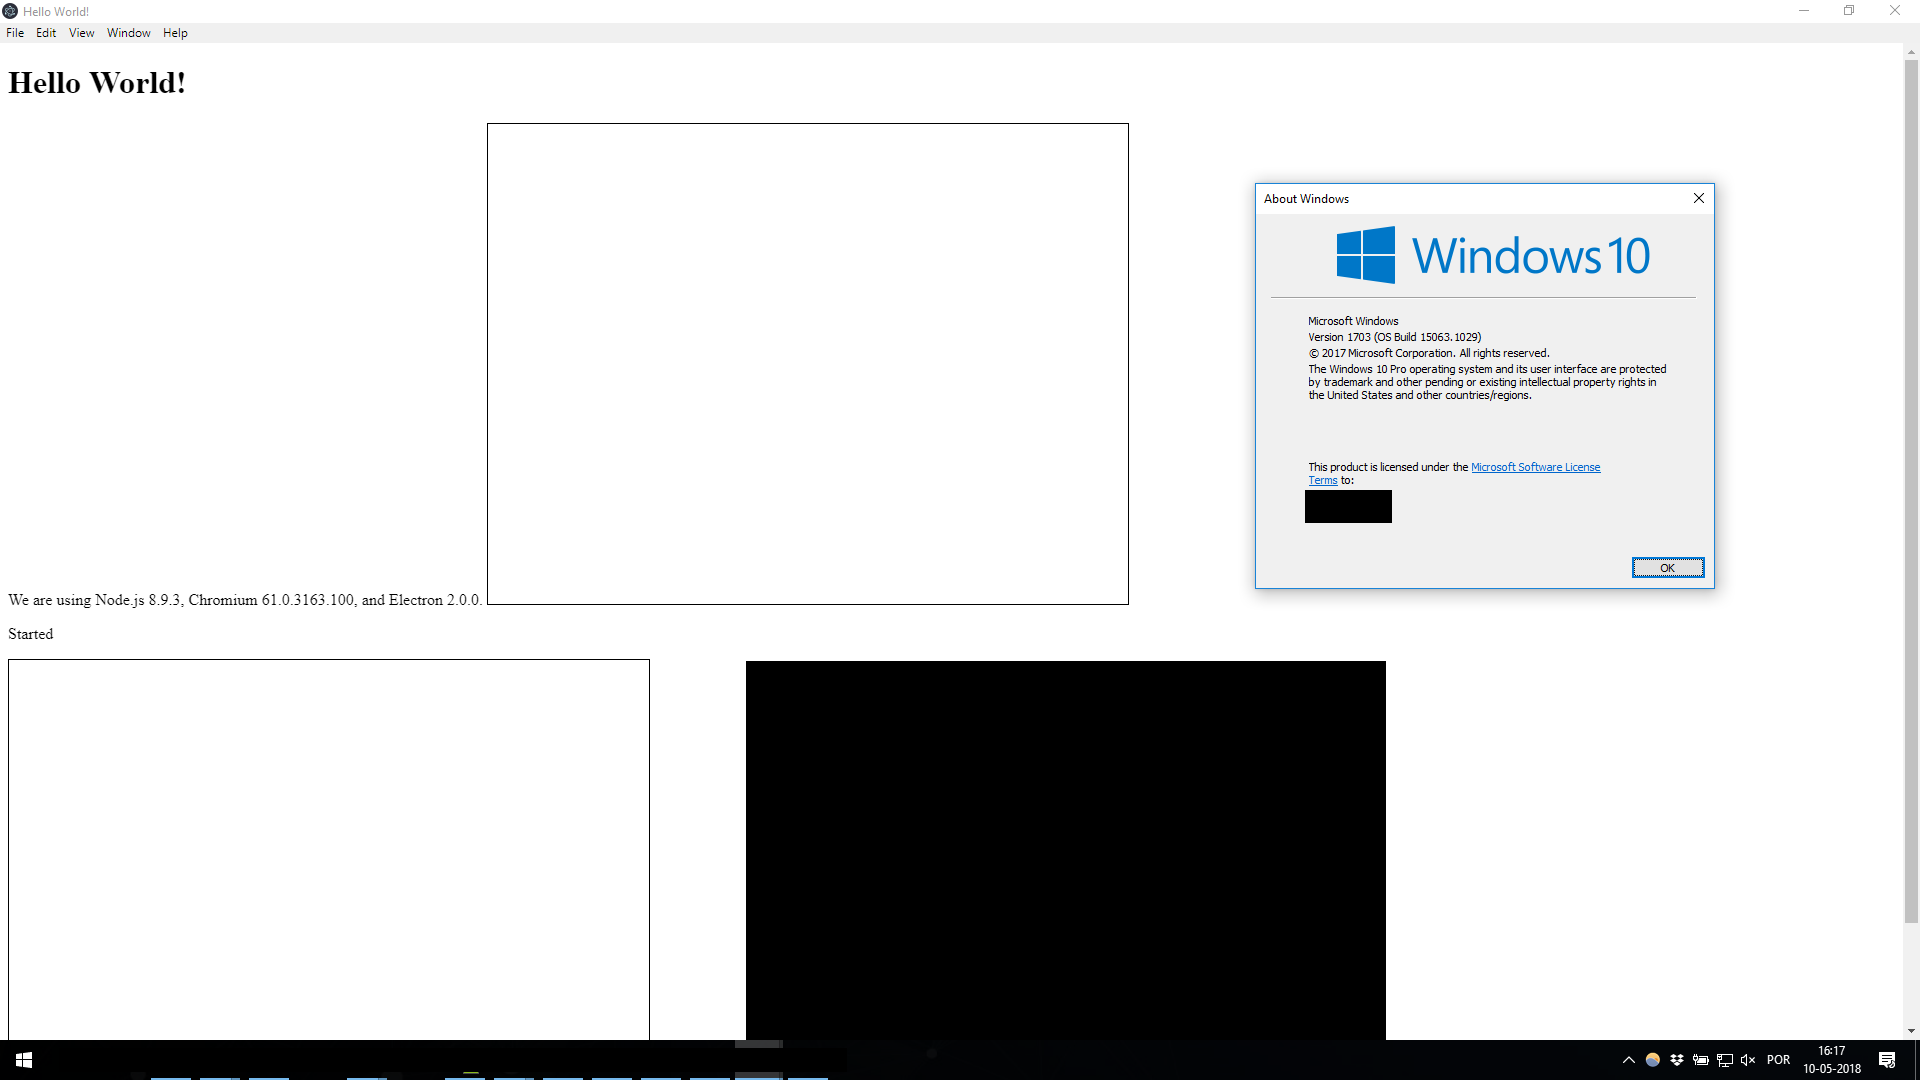 Hello World!
File Edit View Window Help
Hello World!
We are using Node.js 8.9.3, Chromium 61.0.3163.100, and Electron 2.0.0.
Started
About Windows
Windows 10
Microsoft Windows
Version 1703 (OS Build 15063.1029)
© 2017 Microsoft Corporation. All rights reserved.
The Windows 10 Pro operating system and its user interface are protected
by trademark and other pending or existing intellectual property rights in
the United States and other countries/regions.
This product is licensed under the Microsoft Software License
Terms to:
OK
POR
16:17
10-05-2018